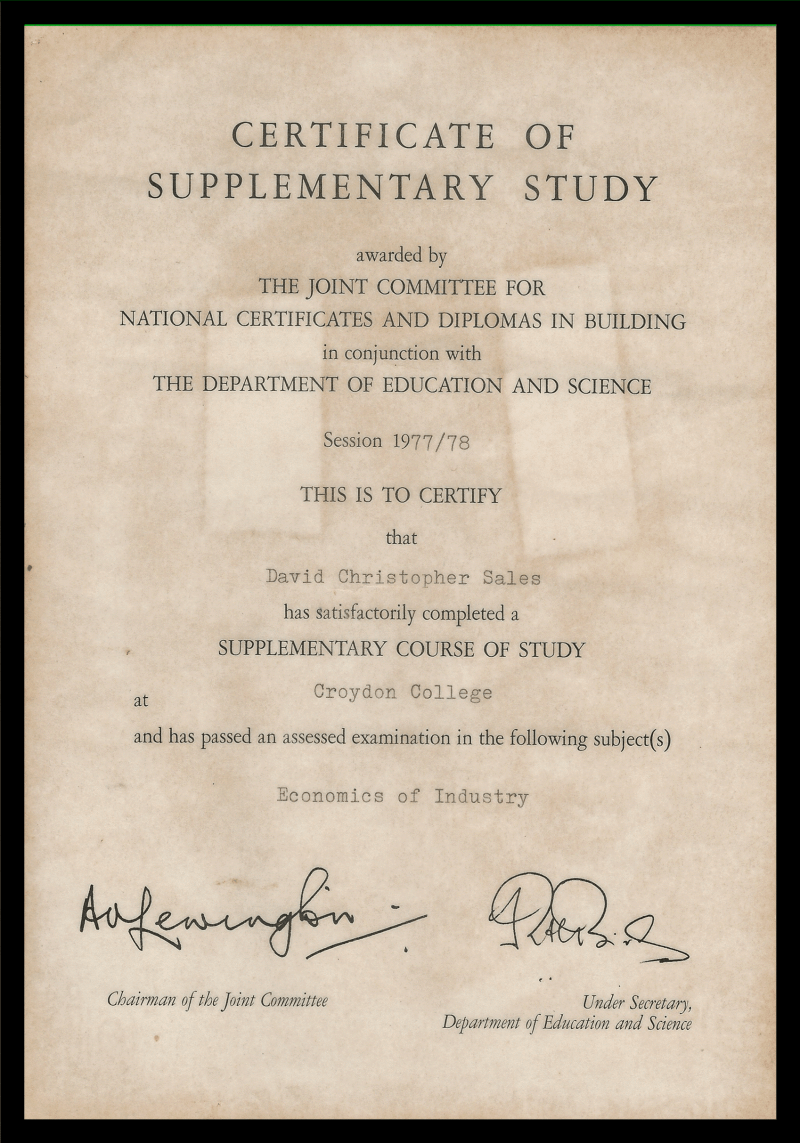 CERTIFICATE OF
SUPPLEMENTARY STUDY
awarded by
THE JOINT COMMITTEE FOR
NATIONAL CERTIFICATES AND DIPLOMAS IN BUILDING
in conjunction with
THE DEPARTMENT OF EDUCATION AND SCIENCE
Session 1977/78
THIS IS TO CERTIFY
that
David Christopher Sales
has satisfactorily completed a
SUPPLEMENTARY COURSE OF STUDY
at Croydon College
and has passed an assessed examination in the following subject(s)
Economics of Industry
Chairman of the Joint Committee
Under Secretary,
Department of Education and Science